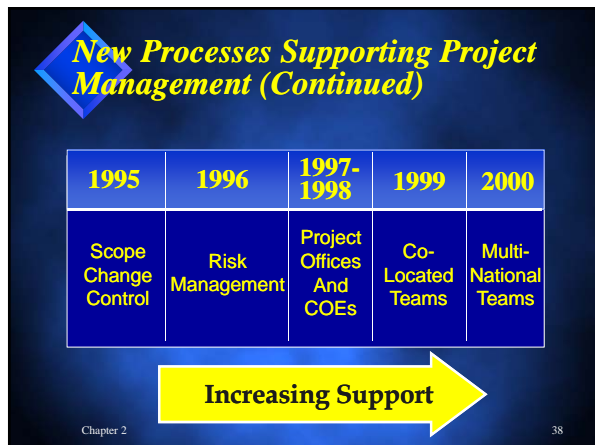 New Processes Supporting Project
Management (Continued)
1995
1996
1997-
1998
1999
2000
Scope
Change
Control
Risk
Management
Project
Offices
And
COEs
Co-
Located
Teams
Multi-
National
Teams
Increasing Support
Chapter 2
38